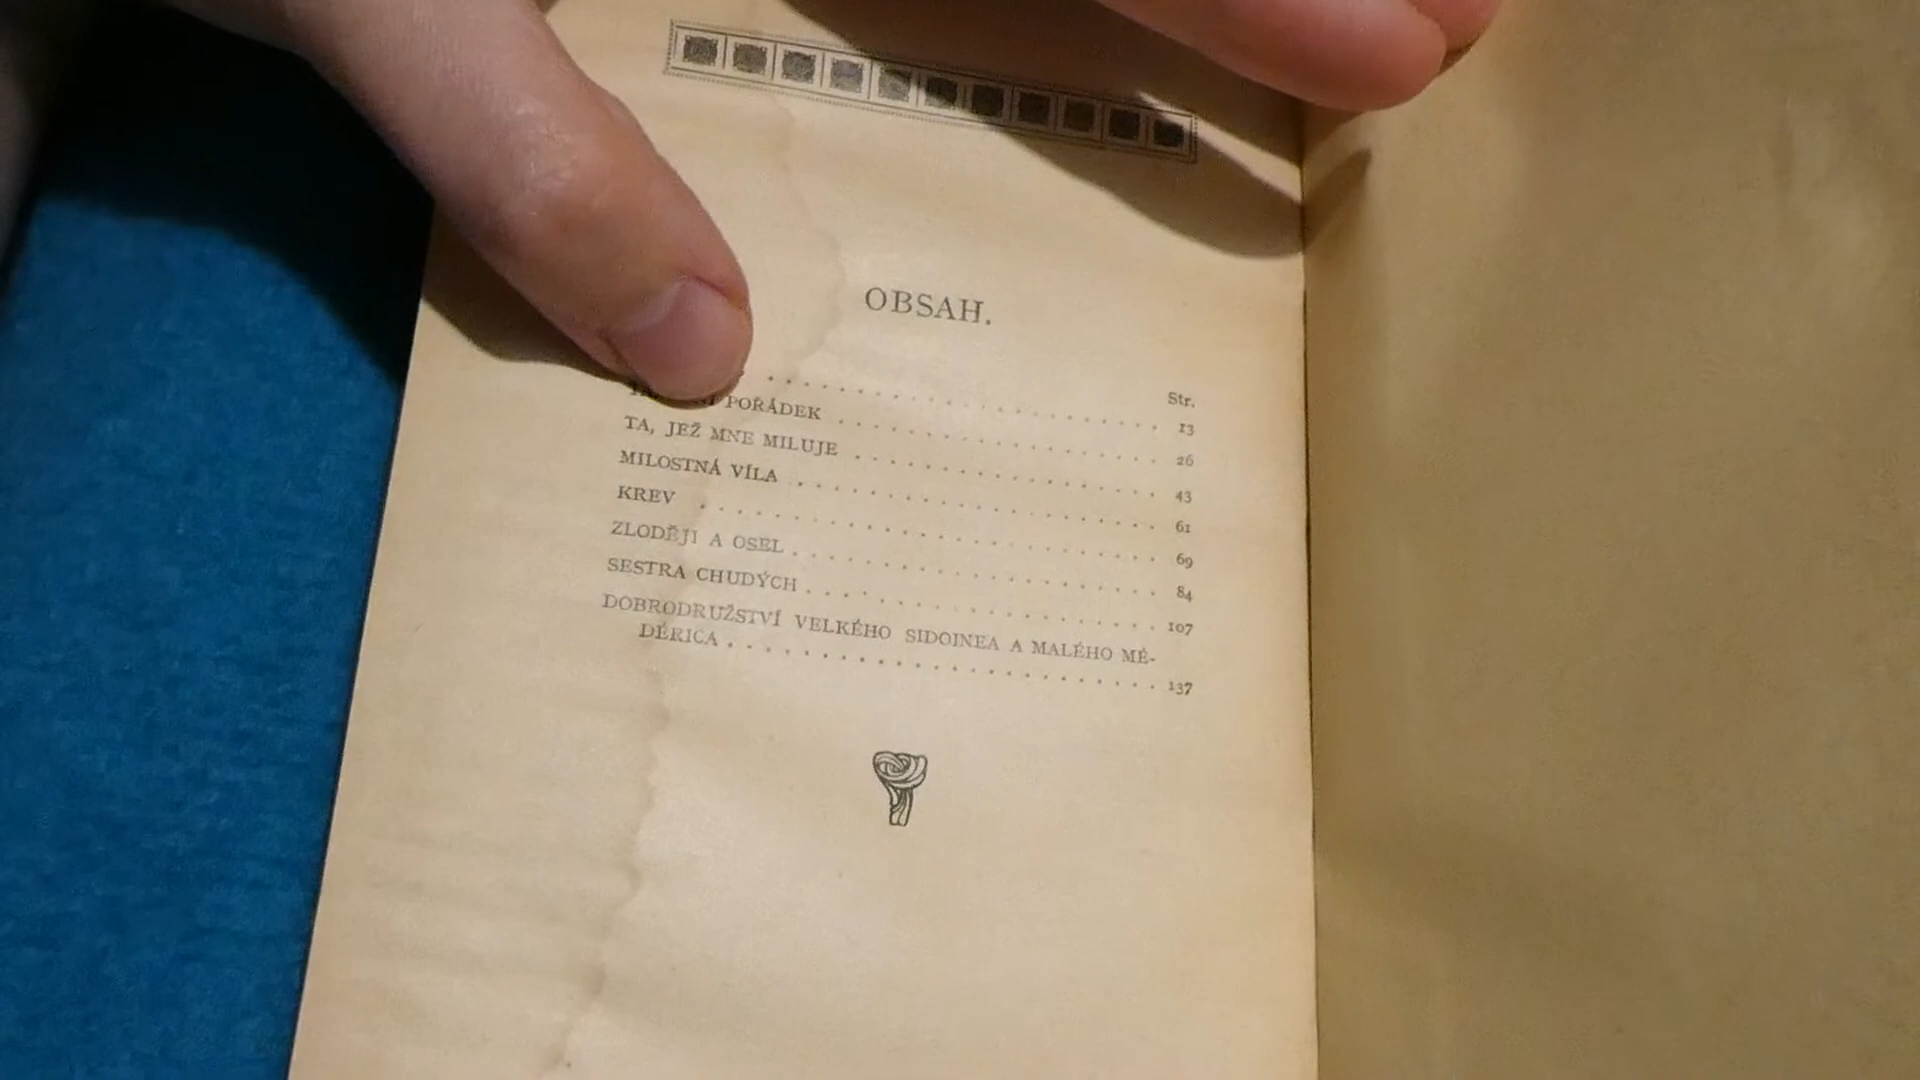 OBSAH.
Str.
. . . . . . . . . . . . . . . . . 13
POŘÁDEK . . . . . . . . . . . . . . . . 26
TA, JEŽ MNE MILUJE . . . . . . . . . . . . . . . 43
MILOSTNÁ VÍLA . . . . . . . . . . . . . . . . . 61
KREV . . . . . . . . . . . . . . . . . . . . 69
ZLODĚJI A OSEL . . . . . . . . . . . . . . . . . 84
SESTRA CHUDÝCH . . . . . . . . . . . . . . . . 107
DOBRODRUŽSTVÍ VELKÉHO SIDOINEA A MALÉHO MÉ-
DÉRICA . . . . . . . . . . . . . . . . . . . 137